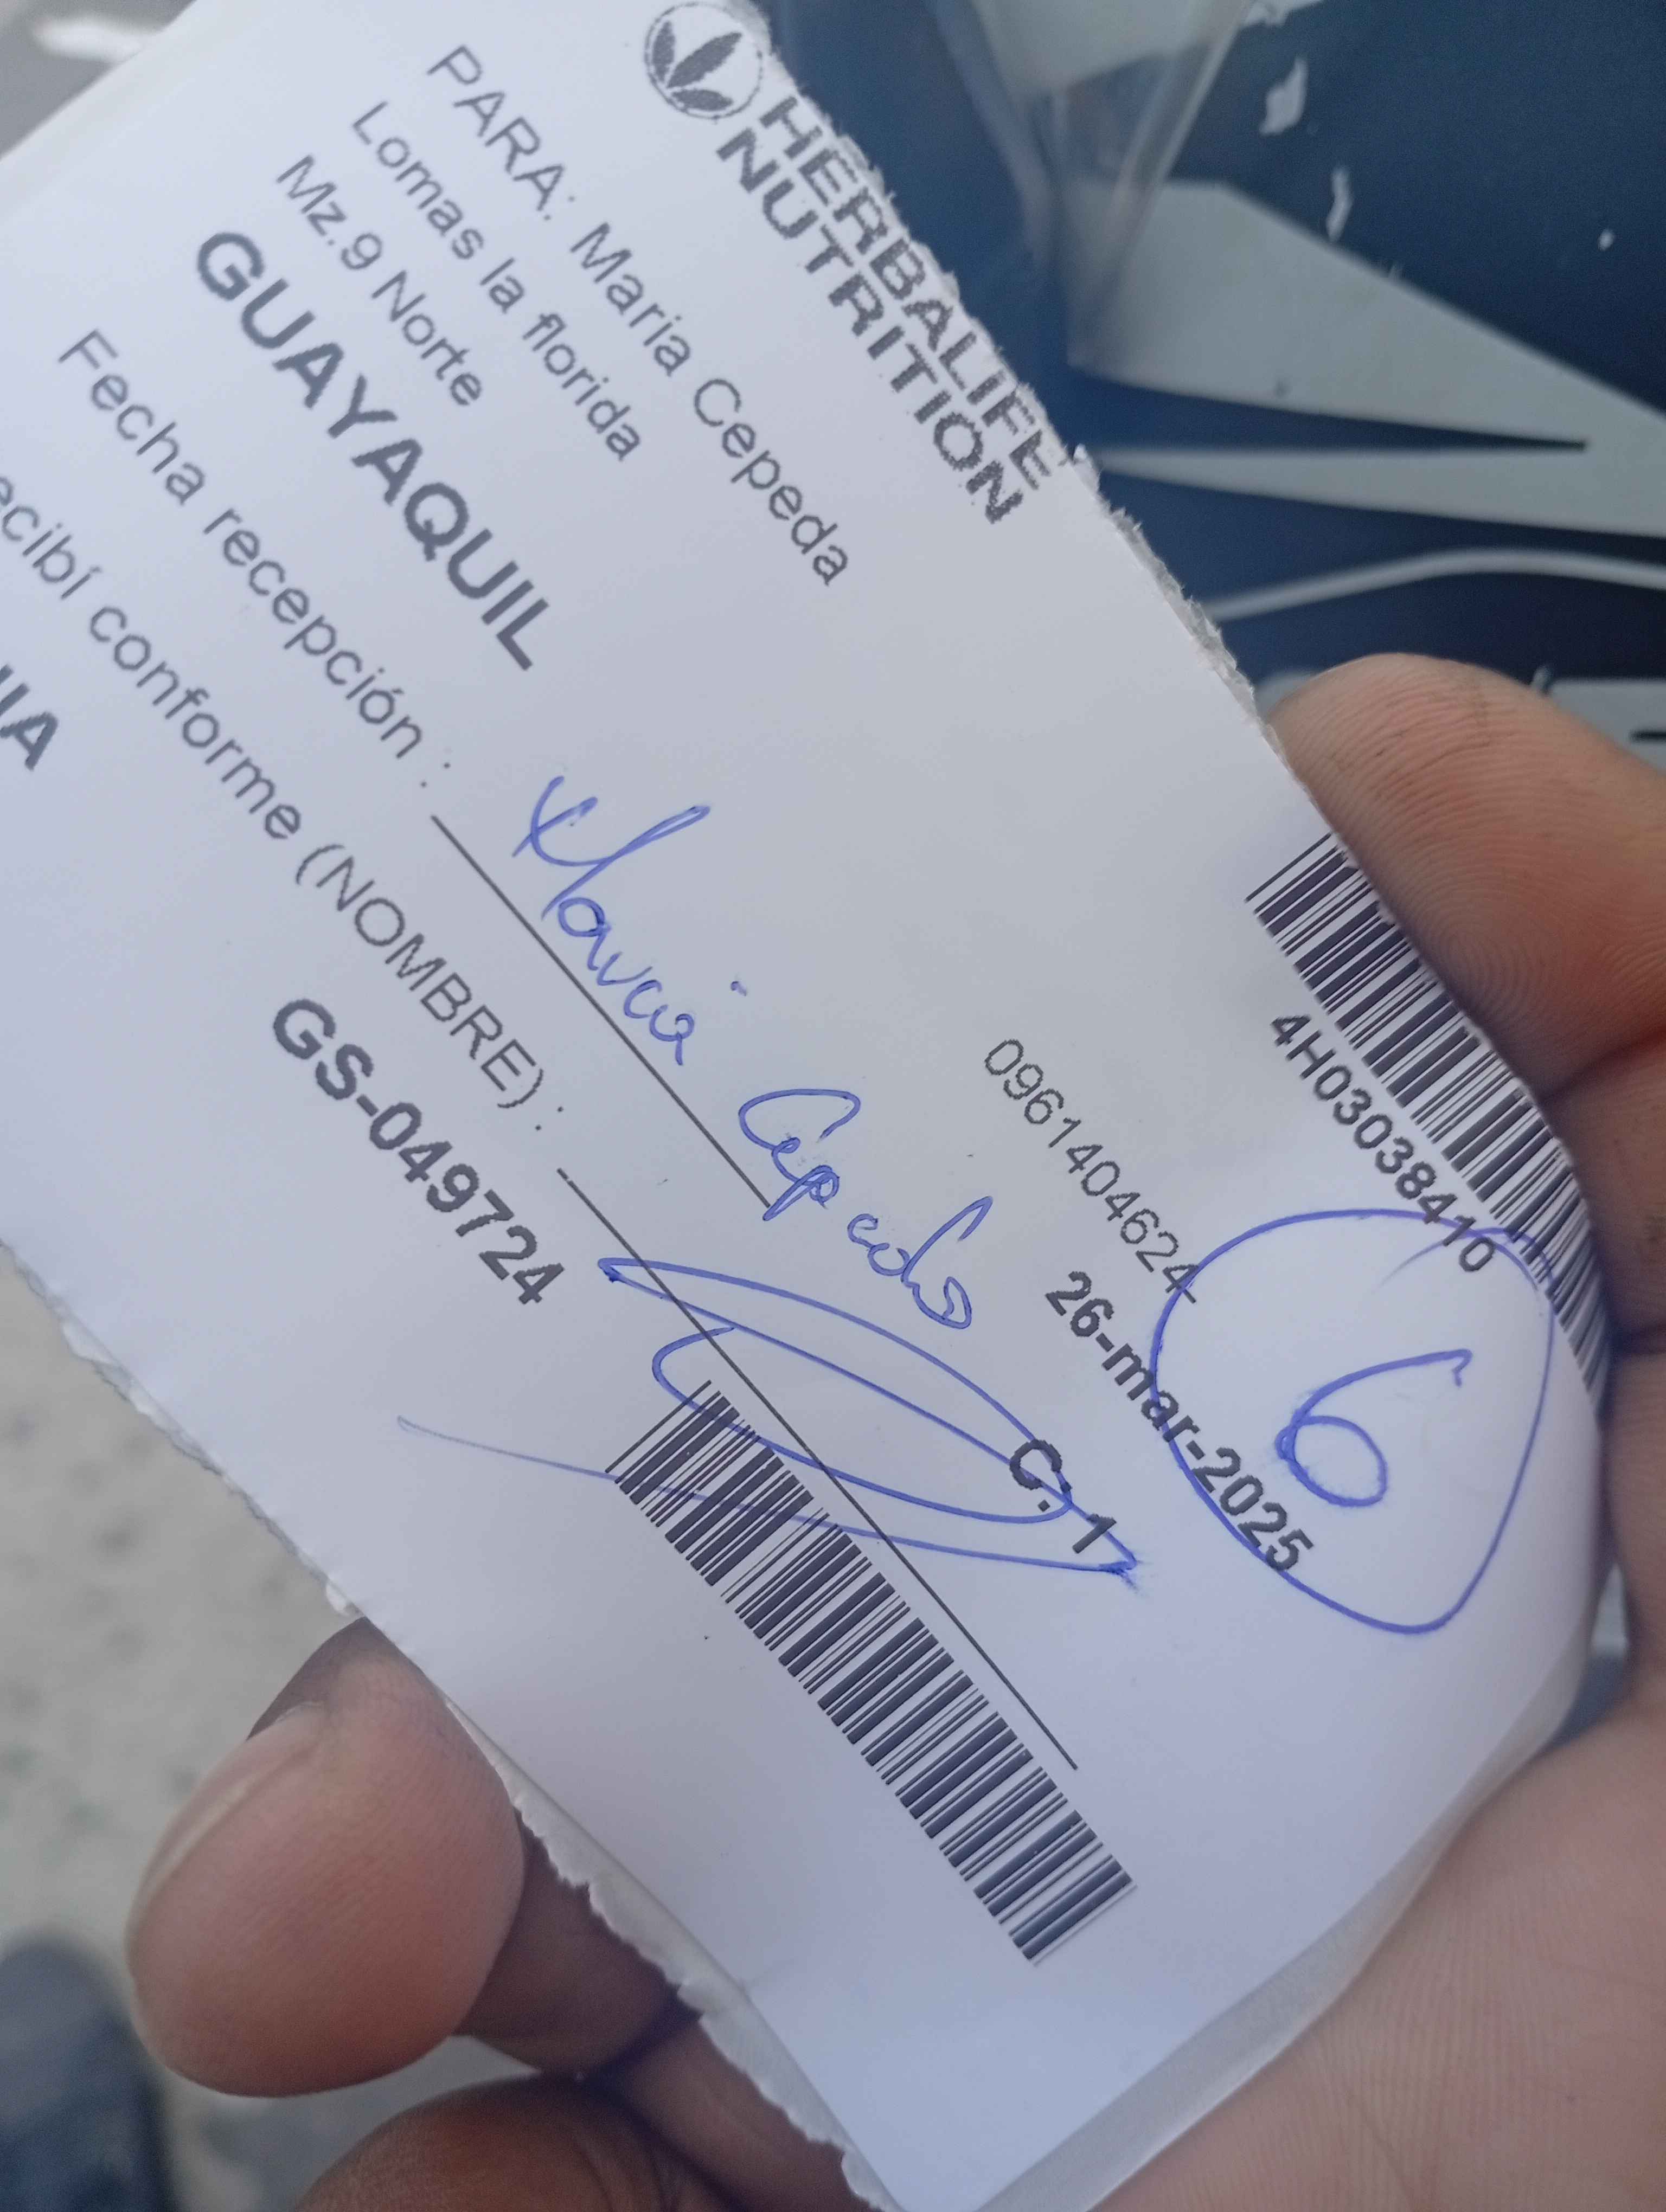 HERBALIFE
NUTRITION
4H03038410
PARA: Maria Cepeda
0961404624
6
Lomas la florida
26-mar-2025
Mz.9 Norte
GUAYAQUIL
C. 1
Fecha recepción :
Maria Cepeda
ecibí conforme (NOMBRE) :
GS-049724